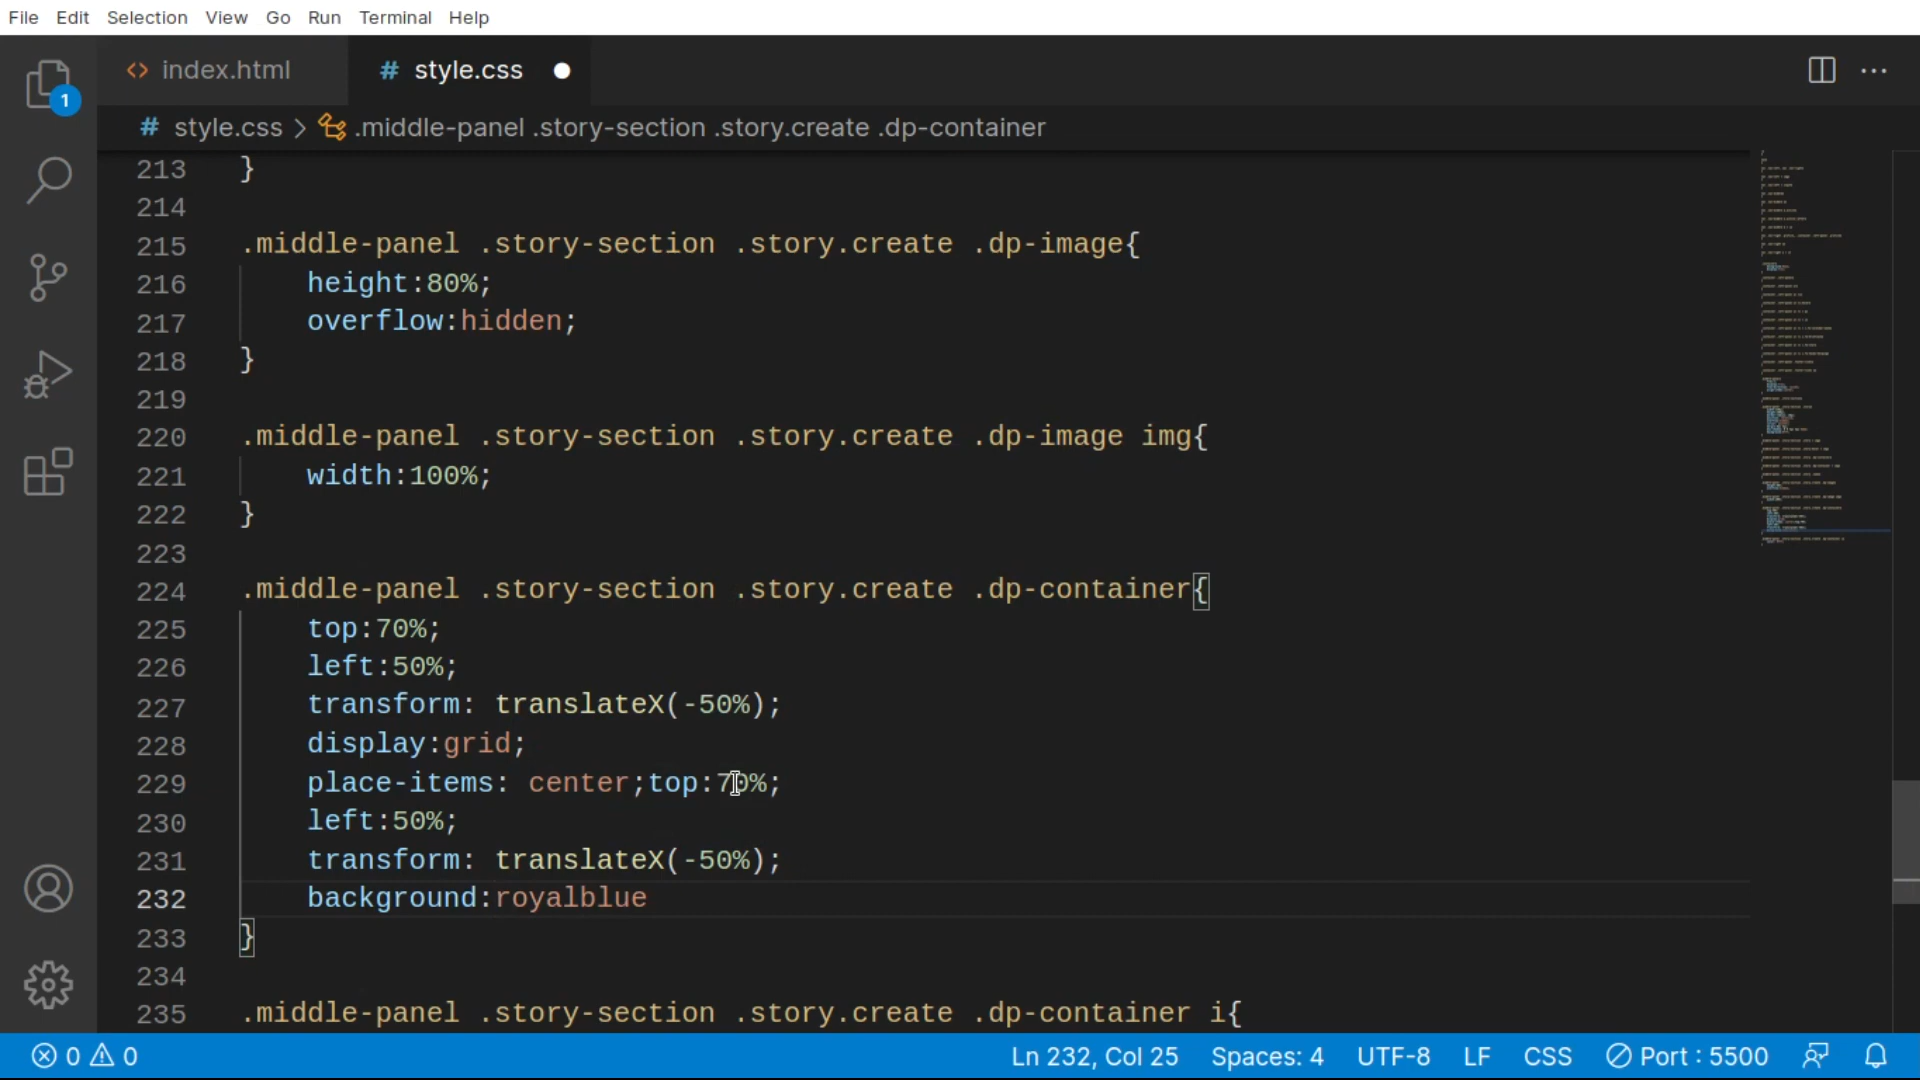 File Edit Selection View Go Run Terminal Help
<> index.html # style.css
# style.css > .middle-panel .story-section .story.create .dp-container
1
213 }
214
215 .middle-panel .story-section .story.create .dp-image{
216 height:80%;
217 overflow:hidden;
218 }
219
220 .middle-panel .story-section .story.create .dp-image img{
221 width:100%;
222 }
223
224 .middle-panel .story-section .story.create .dp-container{
225 top:70%;
226 left:50%;
227 transform: translateX(-50%);
228 display:grid;
229 place-items: center;top:70%;
230 left:50%;
231 transform: translateX(-50%);
232 background:royalblue
233 }
234
235 .middle-panel .story-section .story.create .dp-container i{
0 0 Ln 232, Col 25 Spaces: 4 UTF-8 LF CSS Port : 5500